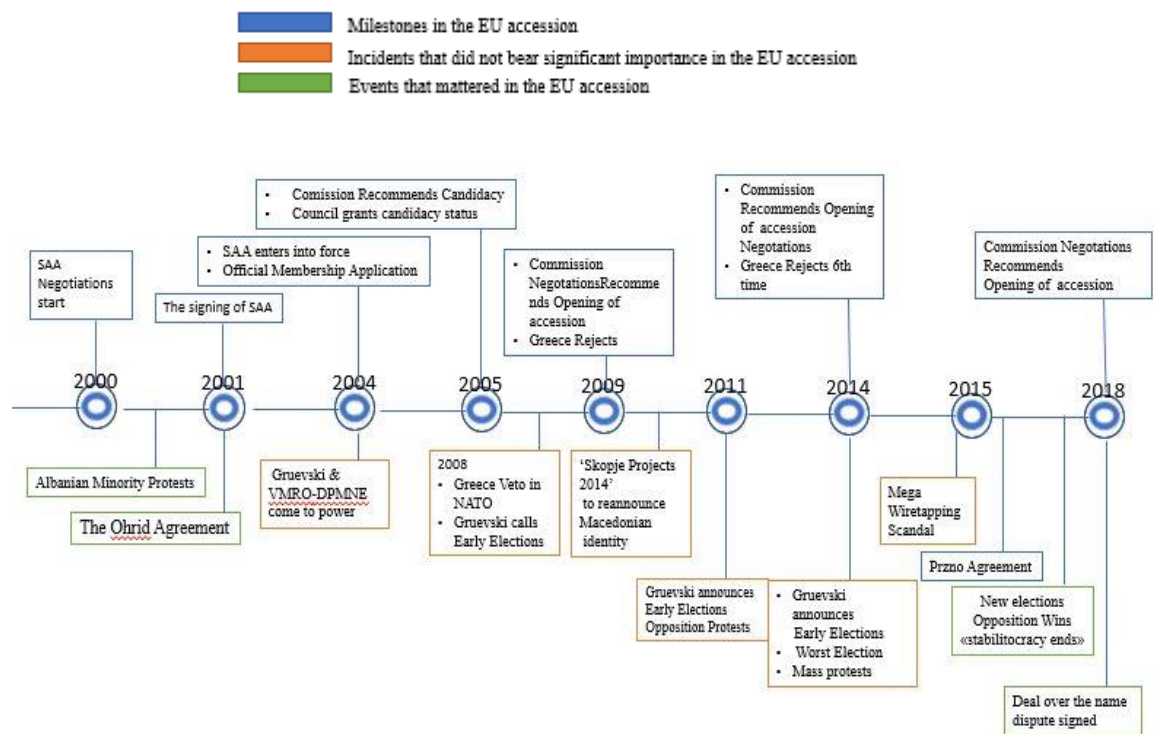 Milestones in the EU accession
Incidents that did not bear significant importance in the EU accession
Events that mattered in the EU accession
SAA
Negotiations
start
The signing of SAA
• SAA enters into force
• Official Membership Application
• Comission Recommends Candidacy
• Council grants candidacy status
• Commission
NegotationsRecomme
nds Opening of
accession
• Greece Rejects
• Commission
Recommends Opening
of accession
Negotations
• Greece Rejects 6th
time
Commission Negotations
Recommends
Opening of accession
2000
2001
2004
2005
2009
2011
2014
2015
2018
Albanian Minority Protests
The Ohrid Agreement
Gruevski &
VMRO-DPMNE
come to power
2008
• Greece Veto in
NATO
• Gruevski calls
Early Elections
‘Skopje Projects
2014’
to reannounce
Macedonian
identity
Gruevski announces
Early Elections
Opposition Protests
• Gruevski
announces
Early Elections
• Worst Election
• Mass protests
Mega
Wiretapping
Scandal
Przno Agreement
New elections
Opposition Wins
«stabilitocracy ends»
Deal over the name
dispute signed